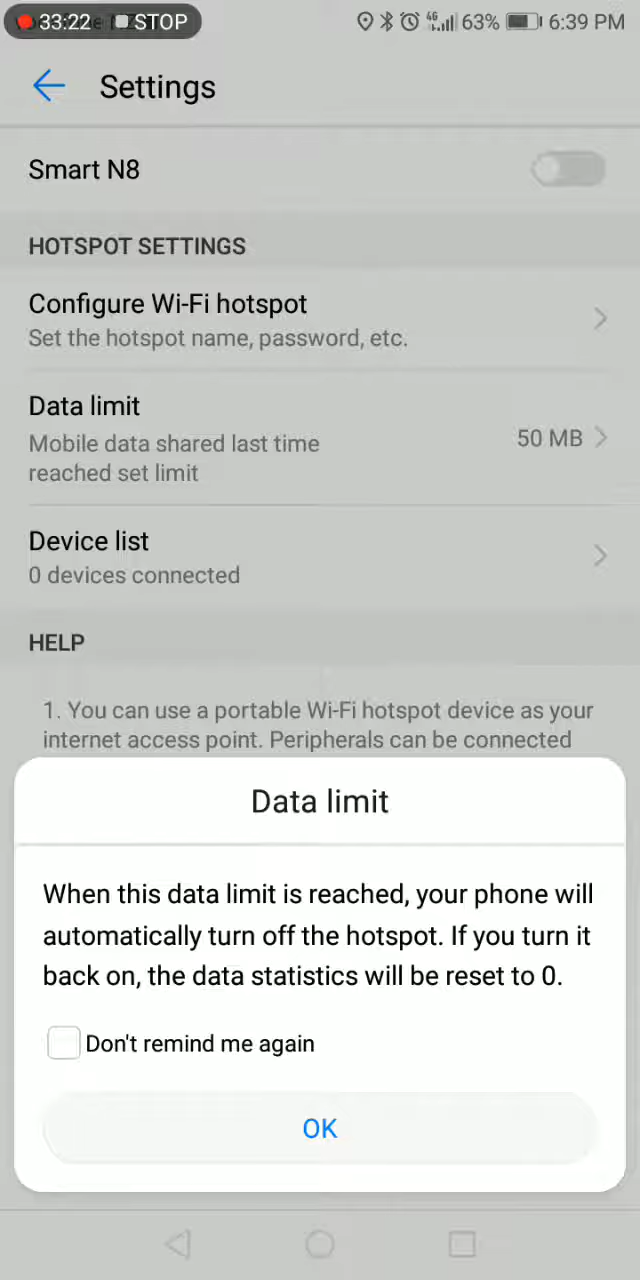 33:22 STOP 4G 63% 6:39 PM
Settings
Smart N8
HOTSPOT SETTINGS
Configure Wi-Fi hotspot
Set the hotspot name, password, etc.
Data limit
Mobile data shared last time
reached set limit
50 MB
Device list
0 devices connected
HELP
1. You can use a portable Wi-Fi hotspot device as your
internet access point. Peripherals can be connected
Data limit
When this data limit is reached, your phone will
automatically turn off the hotspot. If you turn it
back on, the data statistics will be reset to 0.
Don't remind me again
OK